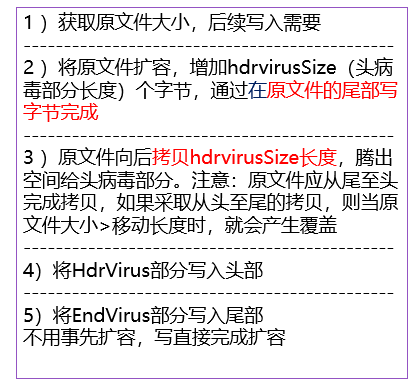 1 ）获取原文件大小，后续写入需要
2 ）将原文件扩容，增加hdrvirusSize（头病
毒部分长度）个字节，通过在原文件的尾部写
字节完成
3 ）原文件向后拷贝hdrvirusSize长度，腾出
空间给头病毒部分。注意：原文件应从尾至头
完成拷贝，如果采取从头至尾的拷贝，则当原
文件大小>移动长度时，就会产生覆盖
4）将HdrVirus部分写入头部
5）将EndVirus部分写入尾部
不用事先扩容，写直接完成扩容